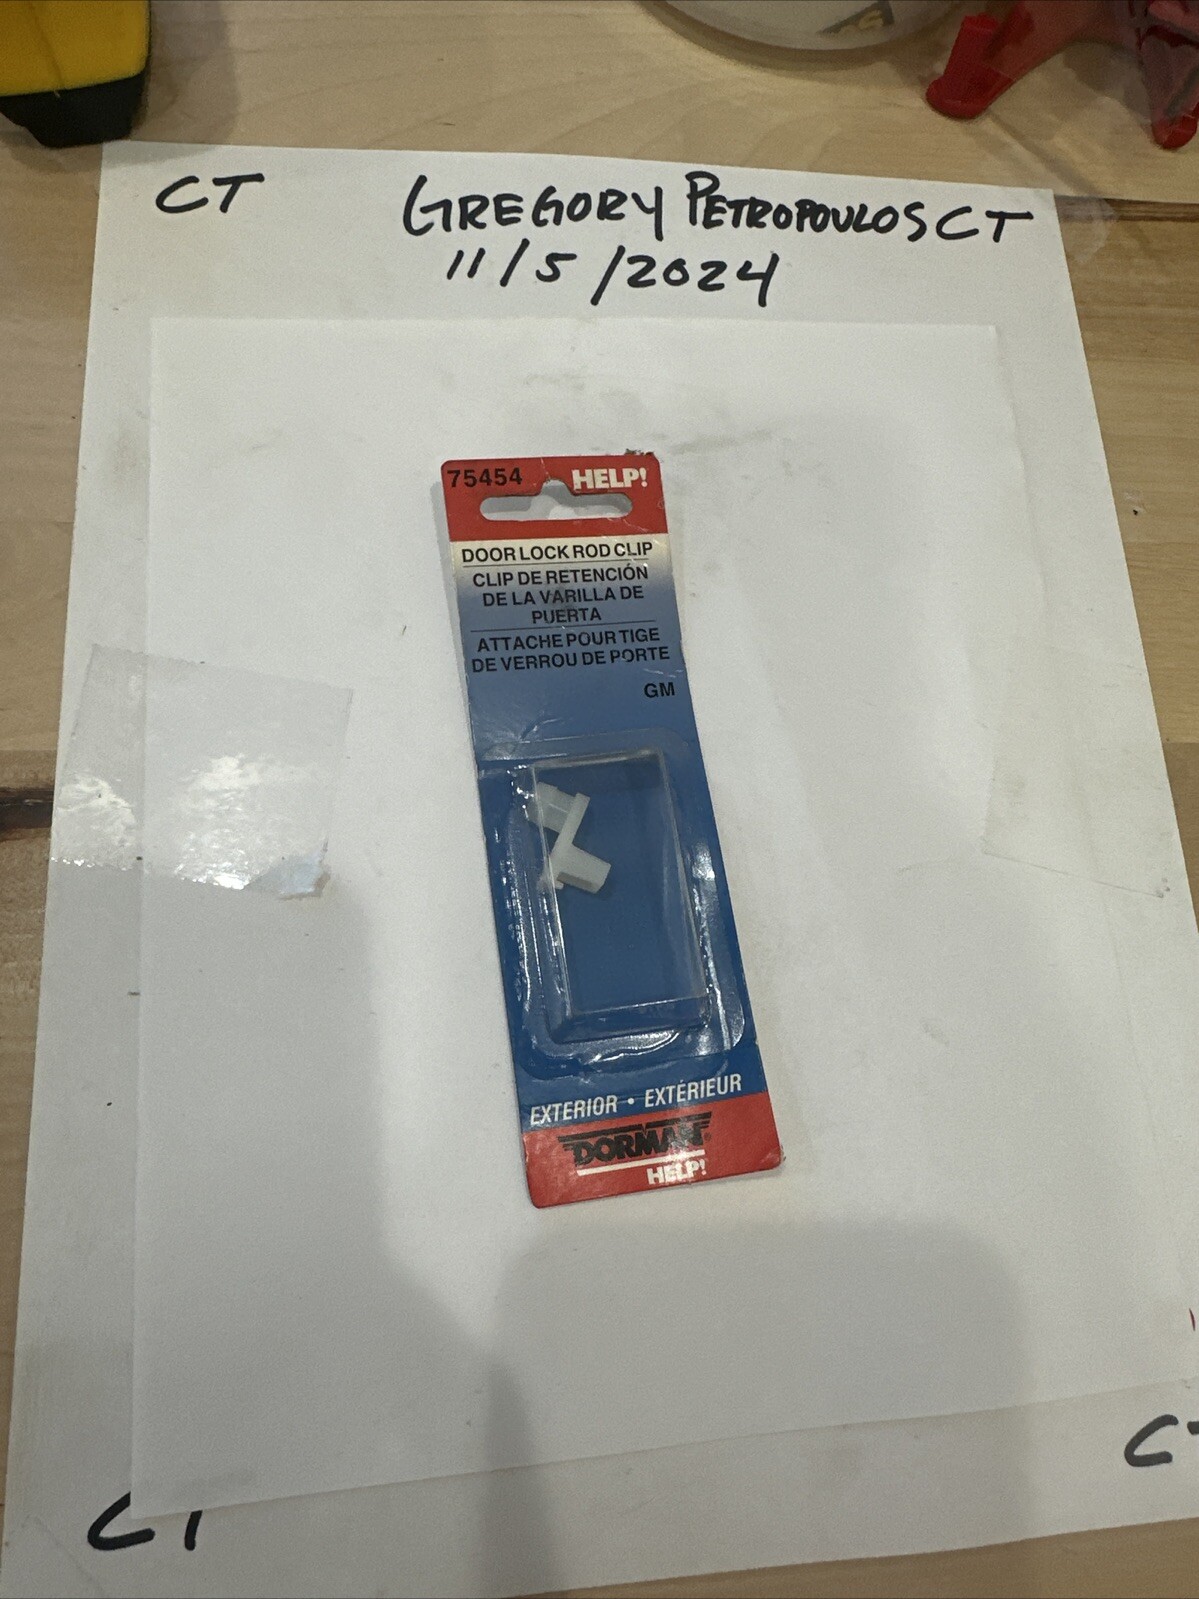 CT GREGORY PETROPOULOS CT
11/5/2024
75454 HELP!
DOOR LOCK ROD CLIP
CLIP DE RETENCIÓN
DE LA VARILLA DE
PUERTA
ATTACHE POUR TIGE
DE VERROU DE PORTE
GM
EXTERIOR • EXTÉRIEUR
DORMAN®
HELP!
CT
CT